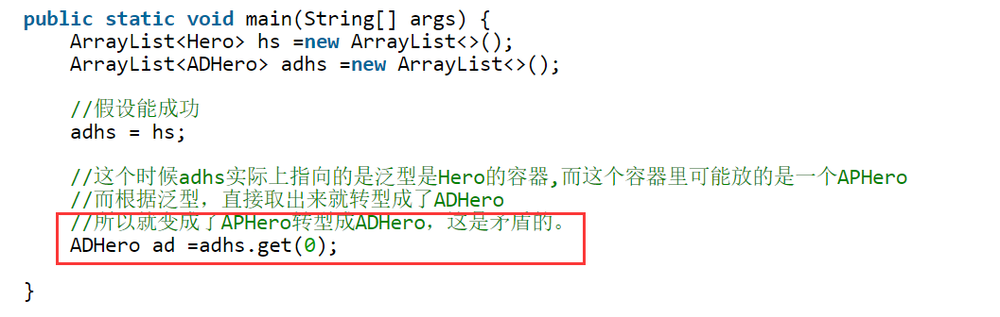 public static void main(String[] args) {
    ArrayList<Hero> hs =new ArrayList<>();
    ArrayList<ADHero> adhs =new ArrayList<>();
    //假设能成功
    adhs = hs;
    //这个时候adhs实际上指向的是泛型是Hero的容器,而这个容器里可能放的是一个APHero
    //而根据泛型，直接取出来就转型成了ADHero
    //所以就变成了APHero转型成ADHero，这是矛盾的。
    ADHero ad =adhs.get(0);
}